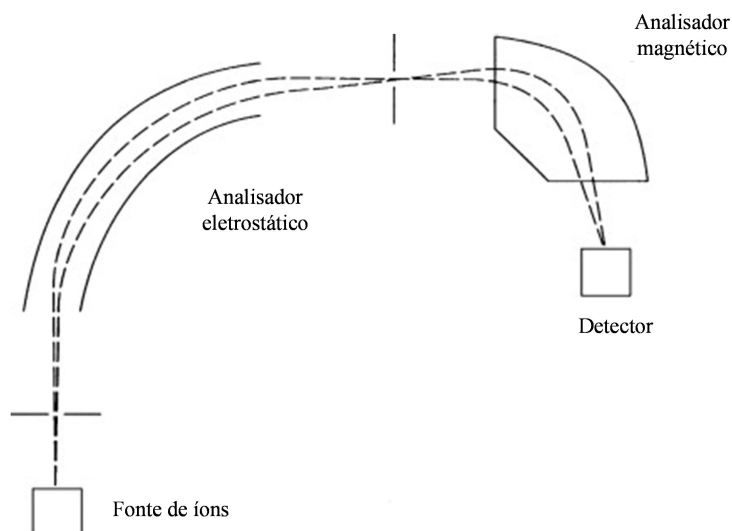 Analisador
magnético
Analisador
eletrostático
Detector
Fonte de íons